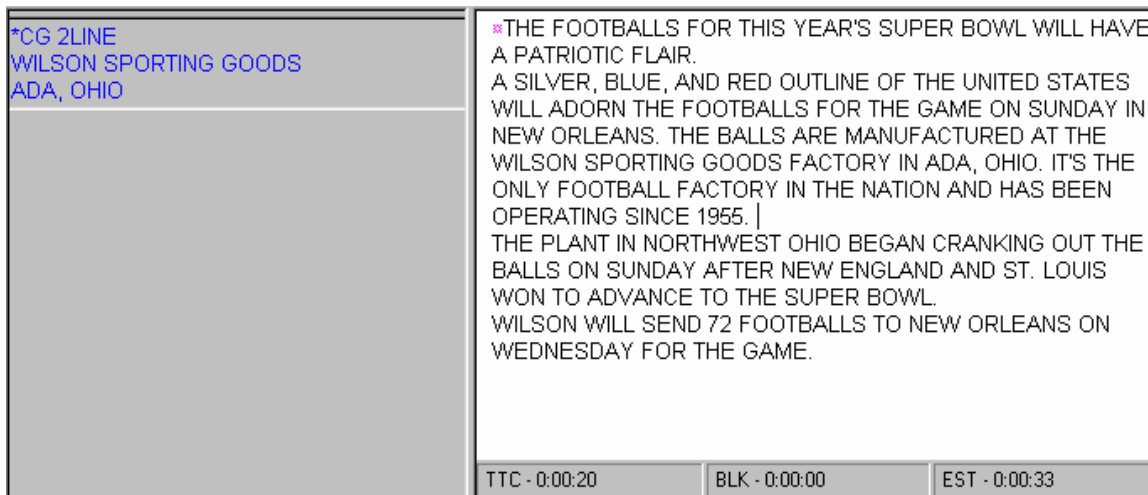 *CG 2LINE
WILSON SPORTING GOODS
ADA, OHIO
THE FOOTBALLS FOR THIS YEAR'S SUPER BOWL WILL HAVE
A PATRIOTIC FLAIR.
A SILVER, BLUE, AND RED OUTLINE OF THE UNITED STATES
WILL ADORN THE FOOTBALLS FOR THE GAME ON SUNDAY IN
NEW ORLEANS. THE BALLS ARE MANUFACTURED AT THE
WILSON SPORTING GOODS FACTORY IN ADA, OHIO. IT'S THE
ONLY FOOTBALL FACTORY IN THE NATION AND HAS BEEN
OPERATING SINCE 1955.
THE PLANT IN NORTHWEST OHIO BEGAN CRANKING OUT THE
BALLS ON SUNDAY AFTER NEW ENGLAND AND ST. LOUIS
WON TO ADVANCE TO THE SUPER BOWL.
WILSON WILL SEND 72 FOOTBALLS TO NEW ORLEANS ON
WEDNESDAY FOR THE GAME.
TTC - 0:00:20 BLK - 0:00:00 EST - 0:00:33